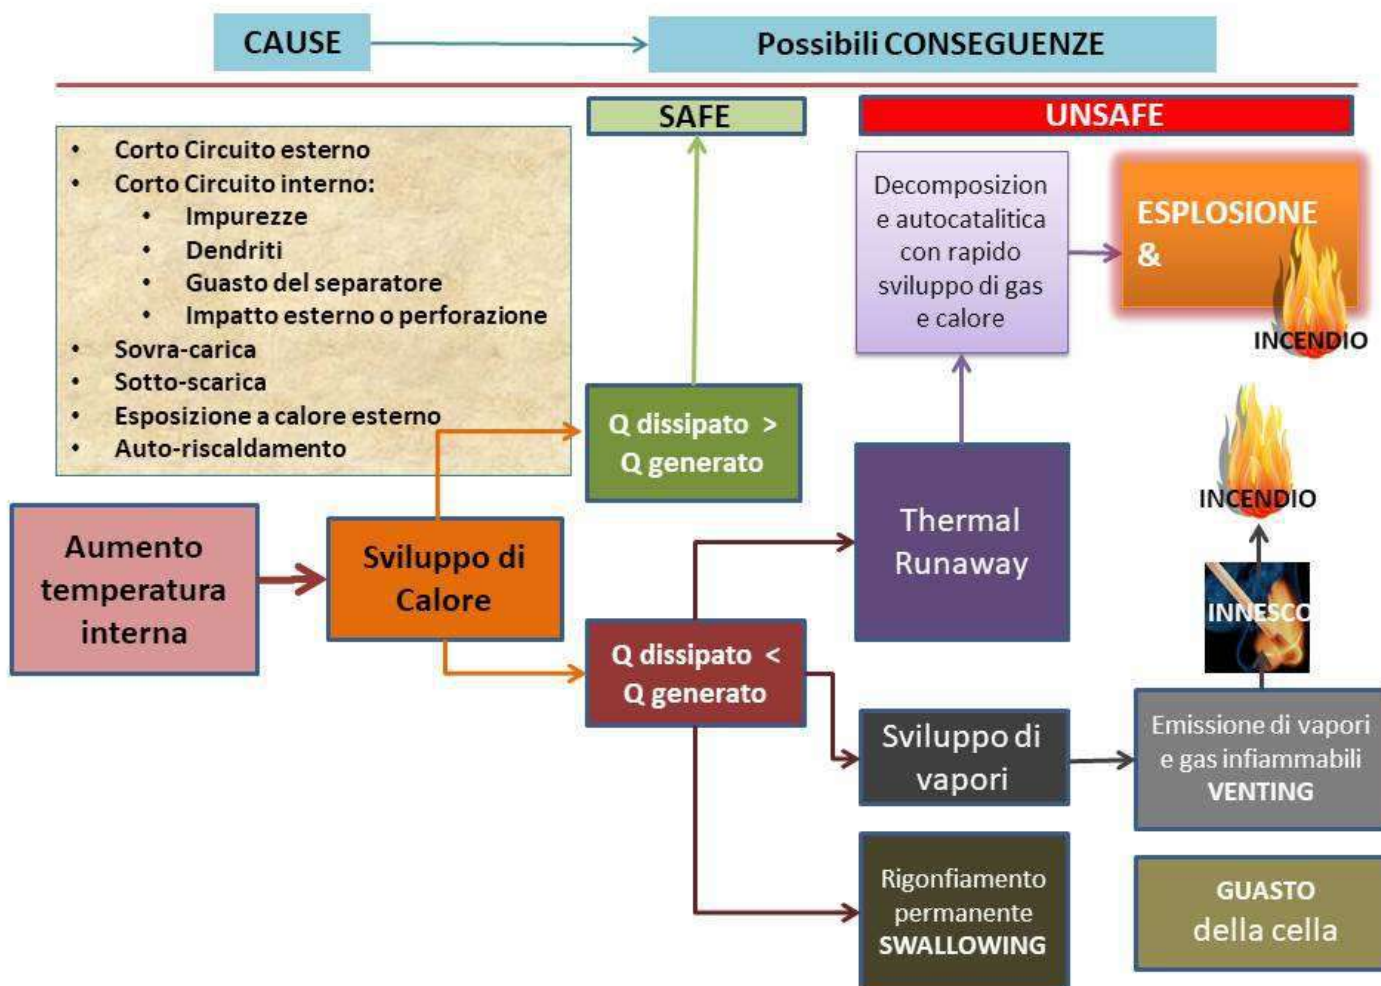 CAUSE
Possibili CONSEGUENZE
SAFE
UNSAFE
• Corto Circuito esterno
• Corto Circuito interno:
• Impurezze
• Dendriti
• Guasto del separatore
• Impatto esterno o perforazione
• Sovra-carica
• Sotto-scarica
• Esposizione a calore esterno
• Auto-riscaldamento
Decomposizion
e autocatalitica
con rapido
sviluppo di gas
e calore
ESPLOSIONE
&
INCENDIO
Q dissipato >
Q generato
INCENDIO
Aumento
temperatura
interna
Sviluppo di
Calore
Thermal
Runaway
INNESCO
Q dissipato <
Q generato
Sviluppo di
vapori
Emissione di vapori
e gas infiammabili
VENTING
Rigonfiamento
permanente
SWALLOWING
GUASTO
della cella